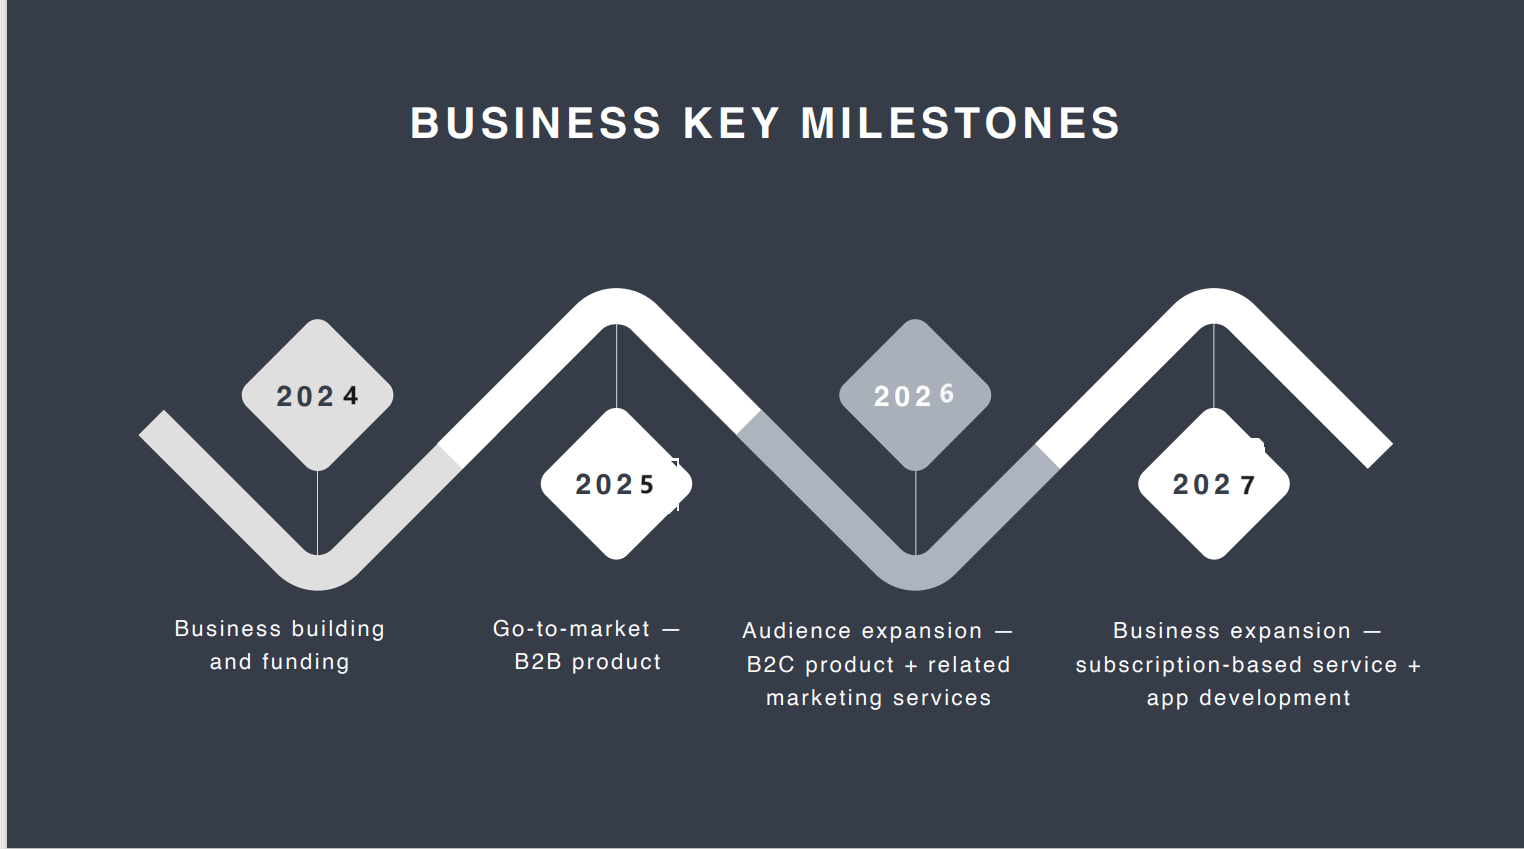 BUSINESS KEY MILESTONES
2024
2025
2026
2027
Business building
and funding
Go-to-market —
B2B product
Audience expansion —
B2C product + related
marketing services
Business expansion —
subscription-based service +
app development